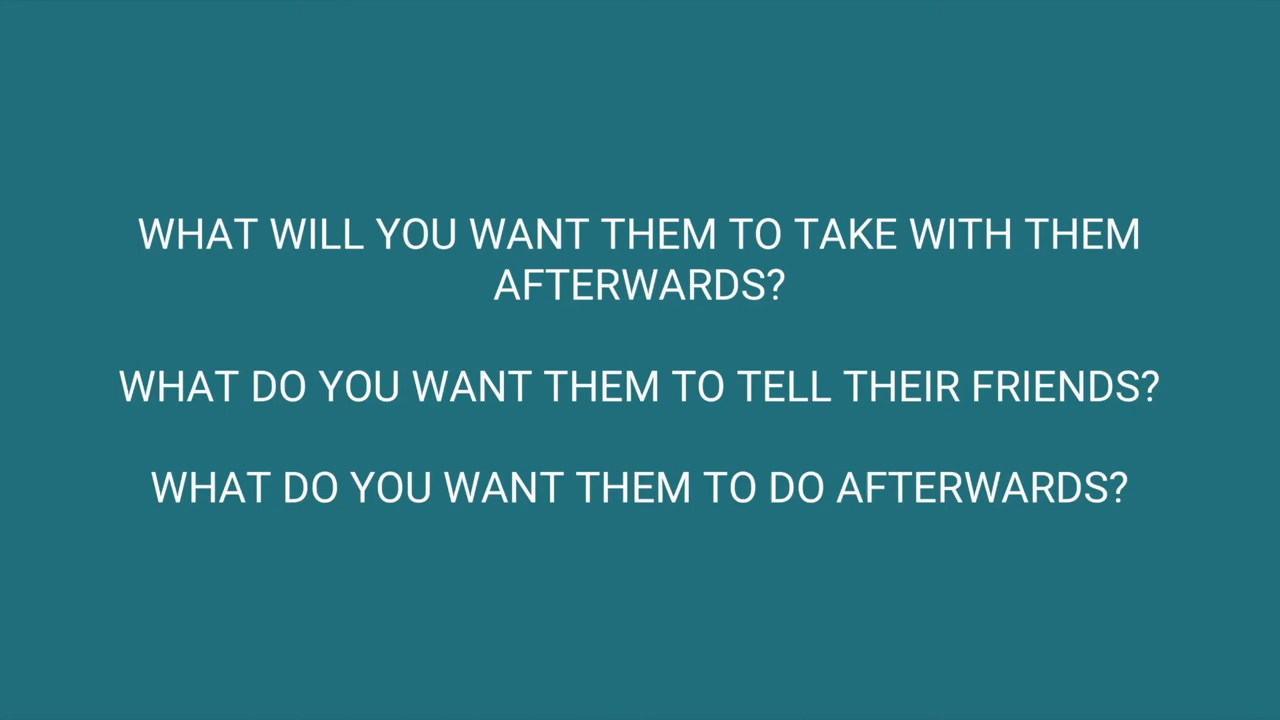 WHAT WILL YOU WANT THEM TO TAKE WITH THEM
AFTERWARDS?
WHAT DO YOU WANT THEM TO TELL THEIR FRIENDS?
WHAT DO YOU WANT THEM TO DO AFTERWARDS?